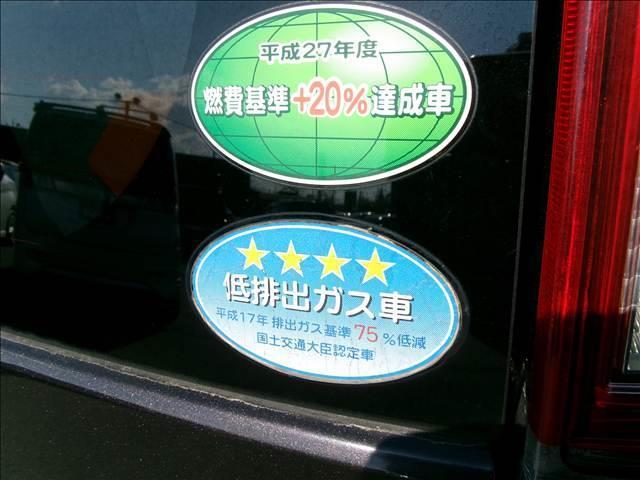 平成27年度
燃費基準+20%達成車
低排出ガス車
平成17年排出ガス基準75%低減
国土交通大臣認定車